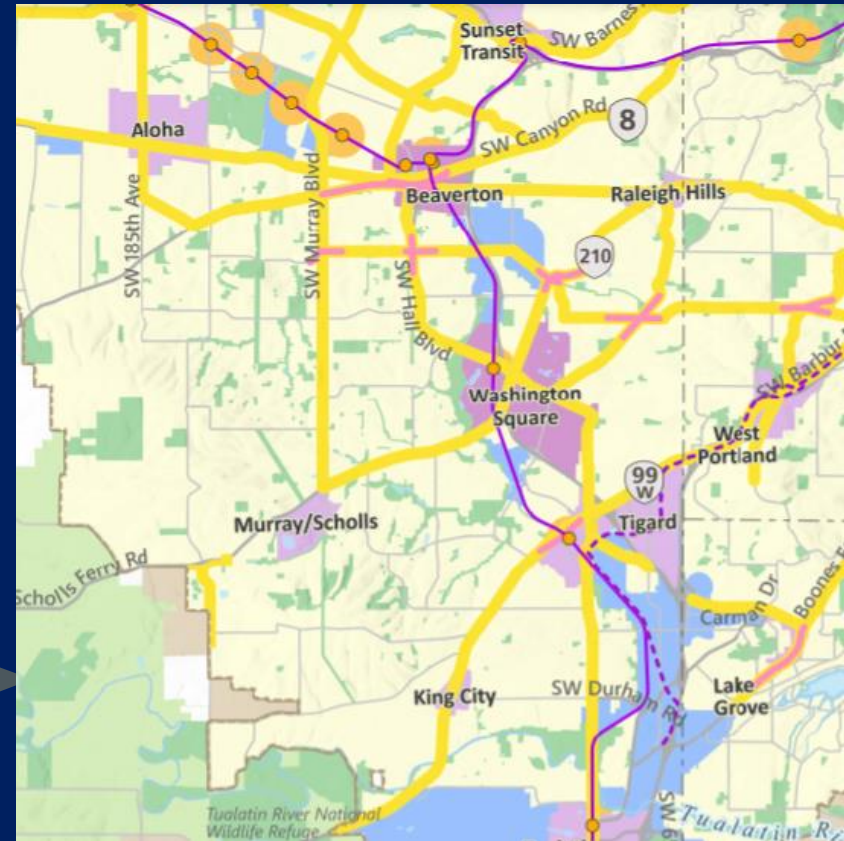 Sunset
Transit
SW Barnes
Aloha
SW Canyon Rd
8
Beaverton
Raleigh Hills
SW 185th Ave
SW Murray Blvd
210
SW Hall Blvd
Washington
Square
SW Barbur
West
Portland
99
W
Tigard
Murray/Scholls
Scholls Ferry Rd
Carman Dr
Boones
King City
SW Durham Rd
Lake
Grove
Tualatin River National
Wildlife Refuge
SW 6
Tualatin Ri